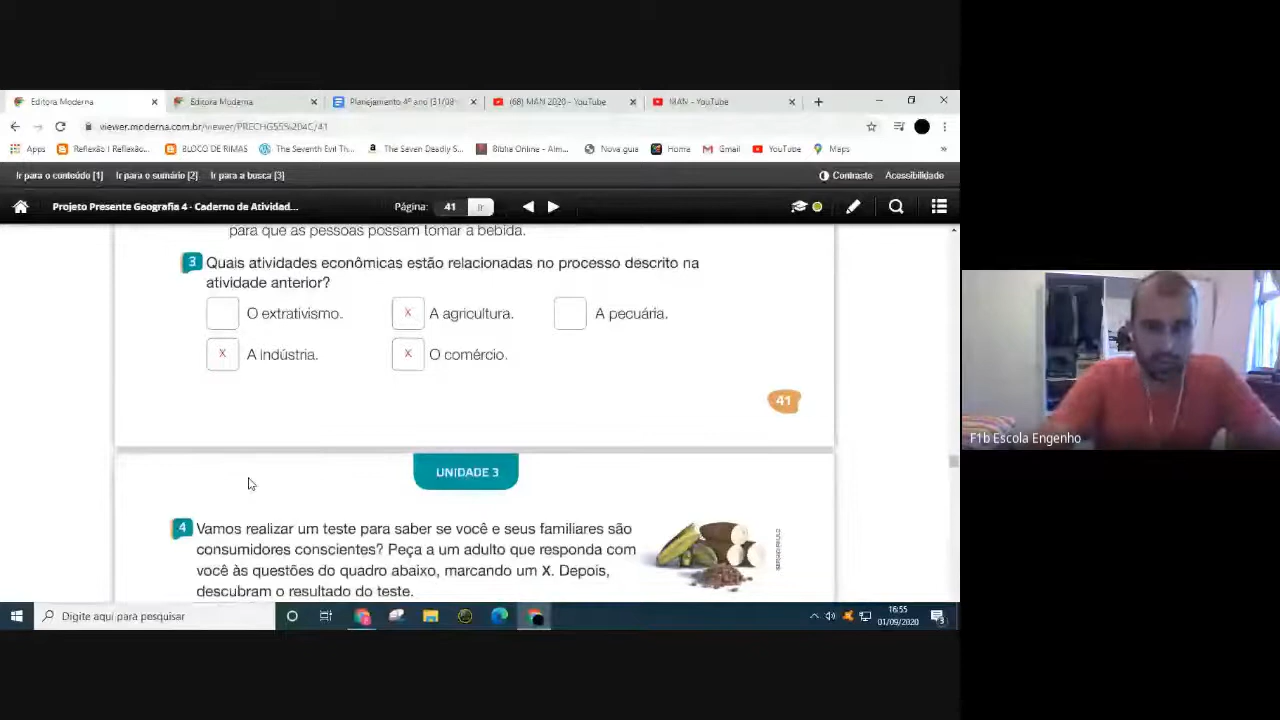 Editora Moderna
Editora Moderna
Planejamento 4º ano (31/08
(68) MAN 2020 - YouTube
MAN - YouTube
viewer.moderna.com.br/viewer/PRECHGS5%204C/41
Apps
Reflexão | Reflexão...
BLOCO DE RIMAS
The Seventh Evil Th...
The Seven Deadly S...
Bíblia Online - Alm...
Nova guia
Home
Gmail
YouTube
Maps
»
Ir para o conteúdo [1]
Ir para o sumário [2]
Ir para a busca [3]
Contraste
Acessibilidade
Projeto Presente Geografia 4 - Caderno de Atividad...
Página:
41
Ir
para que as pessoas possam tomar a bebida.
3 Quais atividades econômicas estão relacionadas no processo descrito na
atividade anterior?
O extrativismo.
X A agricultura.
A pecuária.
X A indústria.
X O comércio.
41
UNIDADE 3
4 Vamos realizar um teste para saber se você e seus familiares são
consumidores conscientes? Peça a um adulto que responda com
você às questões do quadro abaixo, marcando um X. Depois,
descubram o resultado do teste.
F1b Escola Engenho
Digite aqui para pesquisar
16:55
01/09/2020
3